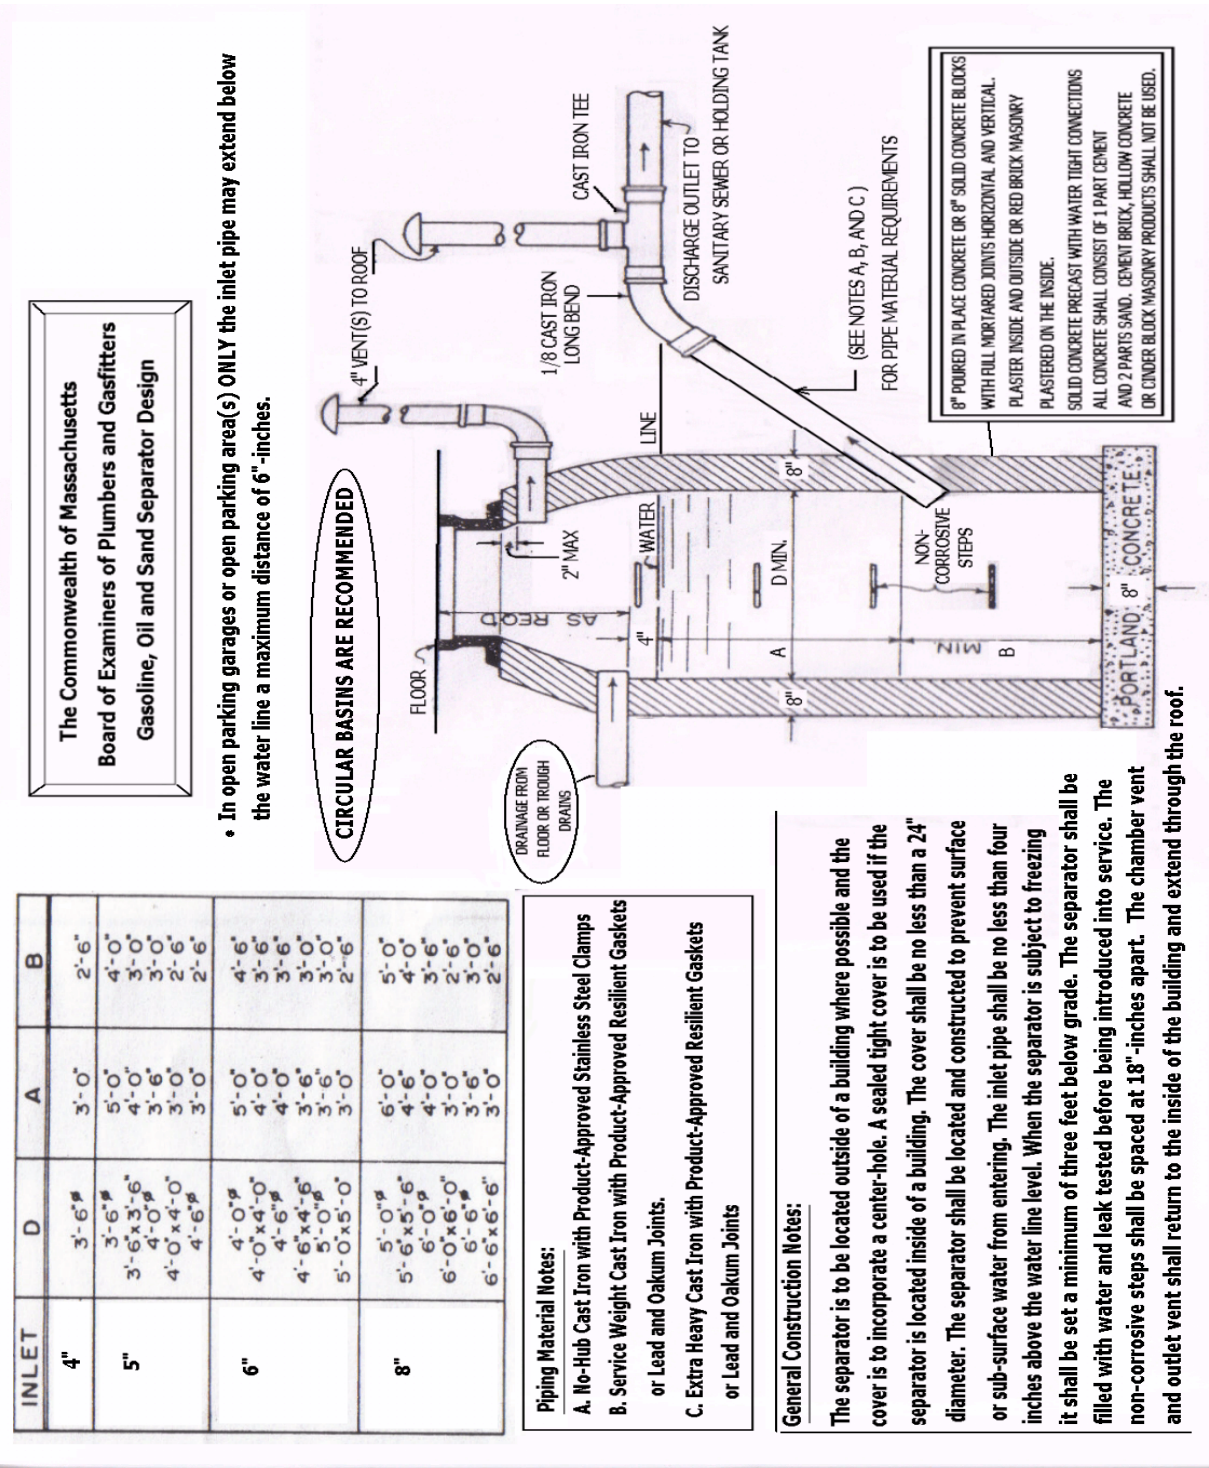 The Commonwealth of Massachusetts
Board of Examiners of Plumbers and Gasfitters
Gasoline, Oil and Sand Separator Design
• In open parking garages or open parking area(s) ONLY the inlet pipe may extend below
the water line a maximum distance of 6"-inches.
INLET D A B
4" 3'-6"ø 3'-0" 2'-6"
5" 3'-6"ø 5'-0" 4'-0"
3'-6"x3'-6" 4'-0" 3'-0"
4'-0"ø 3'-6" 3'-0"
4'-0"x4'-0" 3'-0" 2'-6"
4'-6"ø 3'-0" 2'-6"
6" 4'-0"ø 5'-0" 4'-6"
4'-0"x4'-0" 4'-0" 3'-6"
4'-6"ø 4'-0" 3'-6"
4'-6"x4'-6" 3'-6" 3'-0"
5'-0"ø 3'-6" 3'-0"
5'-0"x5'-0" 3'-0" 2'-6"
8" 5'-0"ø 6'-0" 5'-0"
5'-6"x5'-6" 4'-6" 4'-0"
6'-0"ø 4'-0" 3'-6"
6'-0"x6'-0" 3'-0" 2'-6"
6'-6"ø 3'-6" 3'-0"
6'-6"x6'-6" 3'-0" 2'-6"
CIRCULAR BASINS ARE RECOMMENDED
4" VENT(S) TO ROOF
FLOOR
DRAINAGE FROM
FLOOR OR TROUGH
DRAINS
AS REQ'D
2" MAX
1/8 CAST IRON
LONG BEND
CAST IRON TEE
DISCHARGE OUTLET TO
SANITARY SEWER OR HOLDING TANK
LINE
WATER
4"
A
D MIN.
8"
8"
NON-
CORROSIVE
STEPS
MIN
B
(SEE NOTES A, B, AND C )
FOR PIPE MATERIAL REQUIREMENTS
PORTLAND 8" CONCRETE
8" POURED IN PLACE CONCRETE OR 8" SOLID CONCRETE BLOCKS
WITH FULL MORTARED JOINTS HORIZONTAL AND VERTICAL.
PLASTER INSIDE AND OUTSIDE OR RED BRICK MASONRY
PLASTERED ON THE INSIDE.
SOLID CONCRETE PRECAST WITH WATER TIGHT CONNECTIONS
ALL CONCRETE SHALL CONSIST OF 1 PART CEMENT
AND 2 PARTS SAND. CEMENT BRICK, HOLLOW CONCRETE
OR CINDER BLOCK MASONRY PRODUCTS SHALL NOT BE USED.
Piping Material Notes:
A. No-Hub Cast Iron with Product-Approved Stainless Steel Clamps
B. Service Weight Cast Iron with Product-Approved Resilient Gaskets
or Lead and Oakum Joints.
C. Extra Heavy Cast Iron with Product-Approved Resilient Gaskets
or Lead and Oakum Joints
General Construction Notes:
The separator is to be located outside of a building where possible and the
cover is to incorporate a center-hole. A sealed tight cover is to be used if the
separator is located inside of a building. The cover shall be no less than a 24"
diameter. The separator shall be located and constructed to prevent surface
or sub-surface water from entering. The inlet pipe shall be no less than four
inches above the water line level. When the separator is subject to freezing
it shall be set a minimum of three feet below grade. The separator shall be
filled with water and leak tested before being introduced into service. The
non-corrosive steps shall be spaced at 18"-inches apart. The chamber vent
and outlet vent shall return to the inside of the building and extend through the roof.